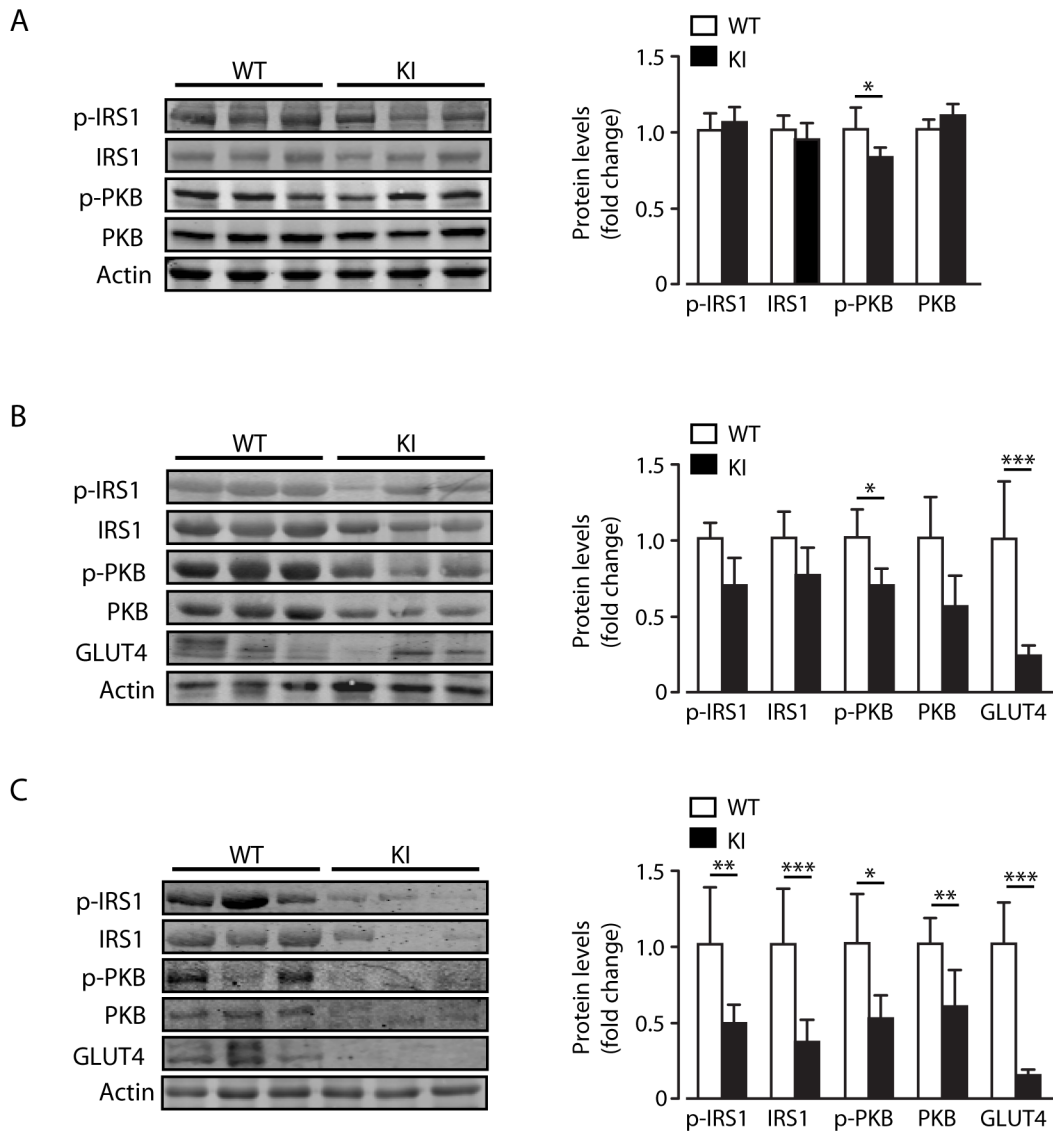 A
WT KI
p-IRS1
IRS1
p-PKB
PKB
Actin
WT
KI
Protein levels
(fold change)
1.5
1.0
0.5
0
*
p-IRS1 IRS1 p-PKB PKB
B
WT KI
p-IRS1
IRS1
p-PKB
PKB
GLUT4
Actin
WT
KI
Protein levels
(fold change)
1.5
1.0
0.5
0
* ***
p-IRS1 IRS1 p-PKB PKB GLUT4
C
WT KI
p-IRS1
IRS1
p-PKB
PKB
GLUT4
Actin
WT
KI
Protein levels
(fold change)
1.5
1.0
0.5
0
** *** * ** ***
p-IRS1 IRS1 p-PKB PKB GLUT4